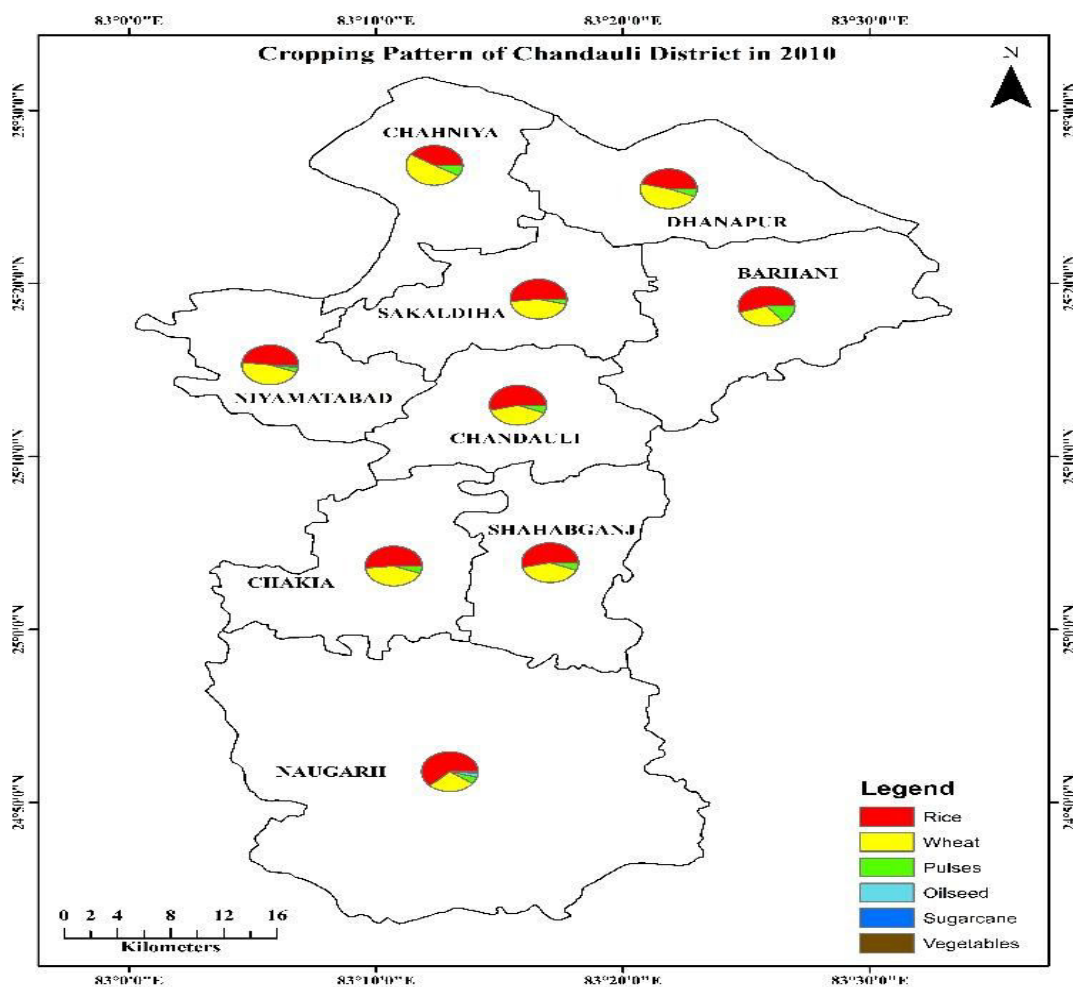 83°0'0"E 83°10'0"E 83°20'0"E 83°30'0"E
Cropping Pattern of Chandauli District in 2010
N
25°30'0"N 25°30'0"N
CHAHNIYA
DHANAPUR
BARHANI
25°20'0"N 25°20'0"N
SAKALDIHA
NIYAMATABAD
CHANDAULI
25°10'0"N 25°10'0"N
SHAHABGANJ
CHAKIA
25°0'0"N 25°0'0"N
NAUGARH
24°50'0"N 24°50'0"N
Legend
Rice
Wheat
Pulses
Oilseed
Sugarcane
Vegetables
0 2 4 8 12 16
Kilometers
83°0'0"E 83°10'0"E 83°20'0"E 83°30'0"E